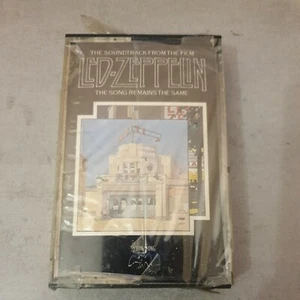 THE SOUNDTRACK FROM THE FILM
LED-ZEPPELIN
THE SONG REMAINS THE SAME